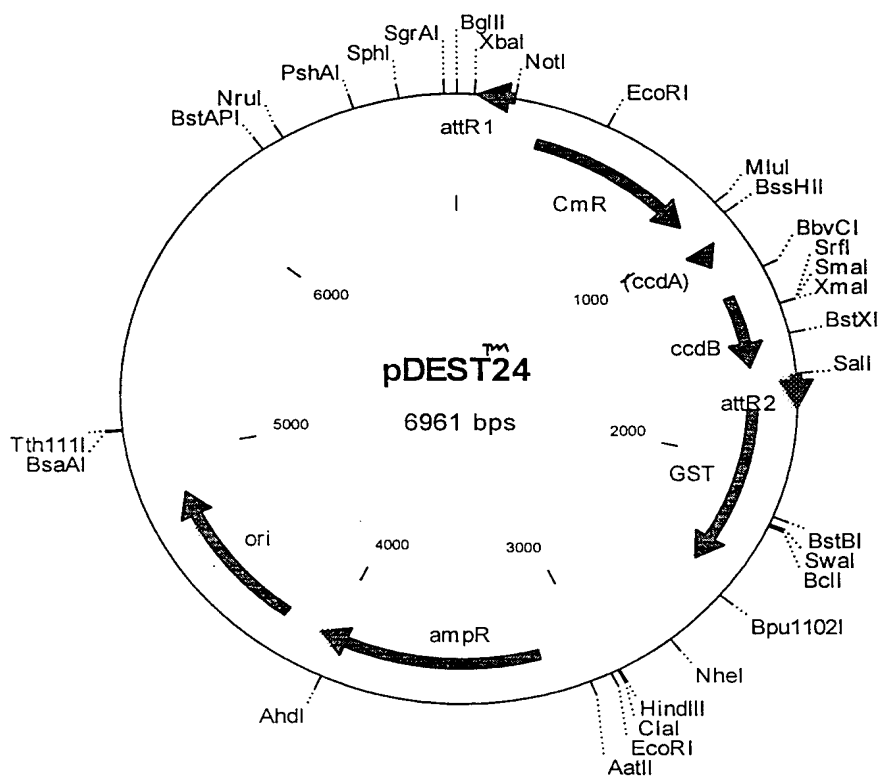 BglII
SgrAI
XbaI
SphI
NotI
PshAI
EcoRI
NruI
BstAPI
attR1
MluI
BssHII
CmR
BbvCI
SrfI
SmaI
XmaI
(ccdA)
6000
1000
BstXI
ccdB
pDEST™24
SalI
attR2
6961 bps
5000
2000
Tth111I
BsaAI
GST
BstBI
SwaI
BclI
ori
4000
3000
Bpu1102I
ampR
NheI
AhdI
HindIII
ClaI
EcoRI
AatII